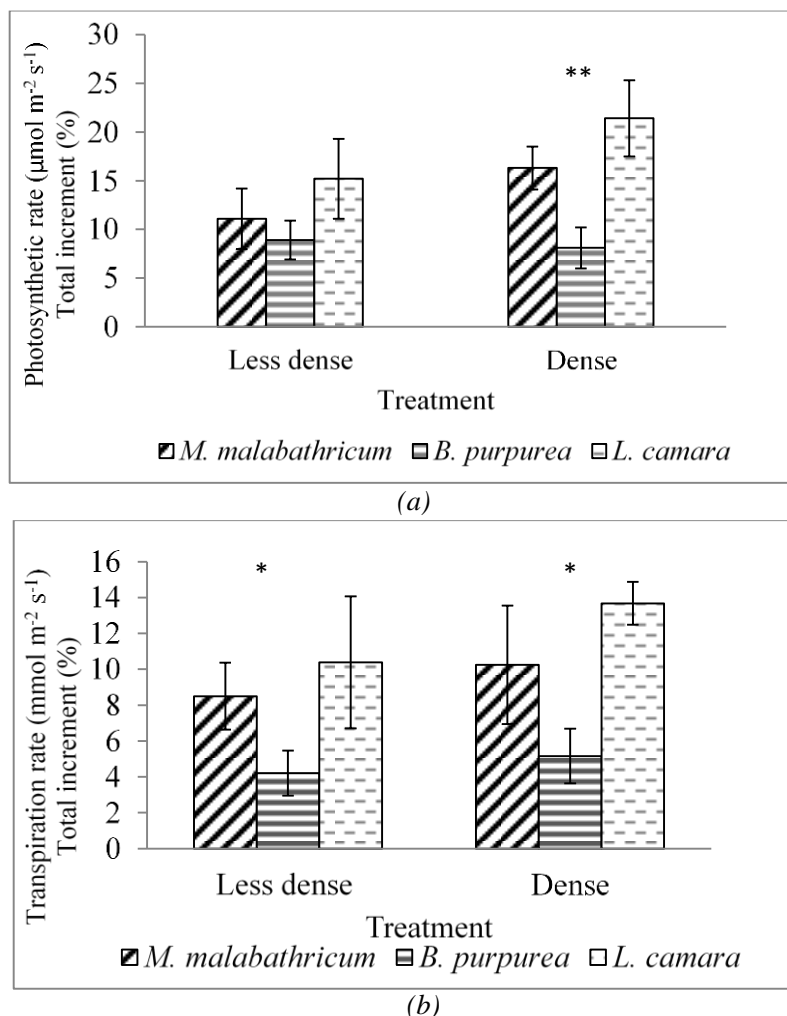 Photosynthetic rate (µmol m-2 s-1)
Total increment (%)
30
25
20
15
10
5
0
**
Less dense
Dense
Treatment
M. malabathricum
B. purpurea
L. camara
(a)
Transpiration rate (mmol m-2 s-1)
Total increment (%)
16
14
12
10
8
6
4
2
0
*
*
Less dense
Dense
Treatment
M. malabathricum
B. purpurea
L. camara
(b)